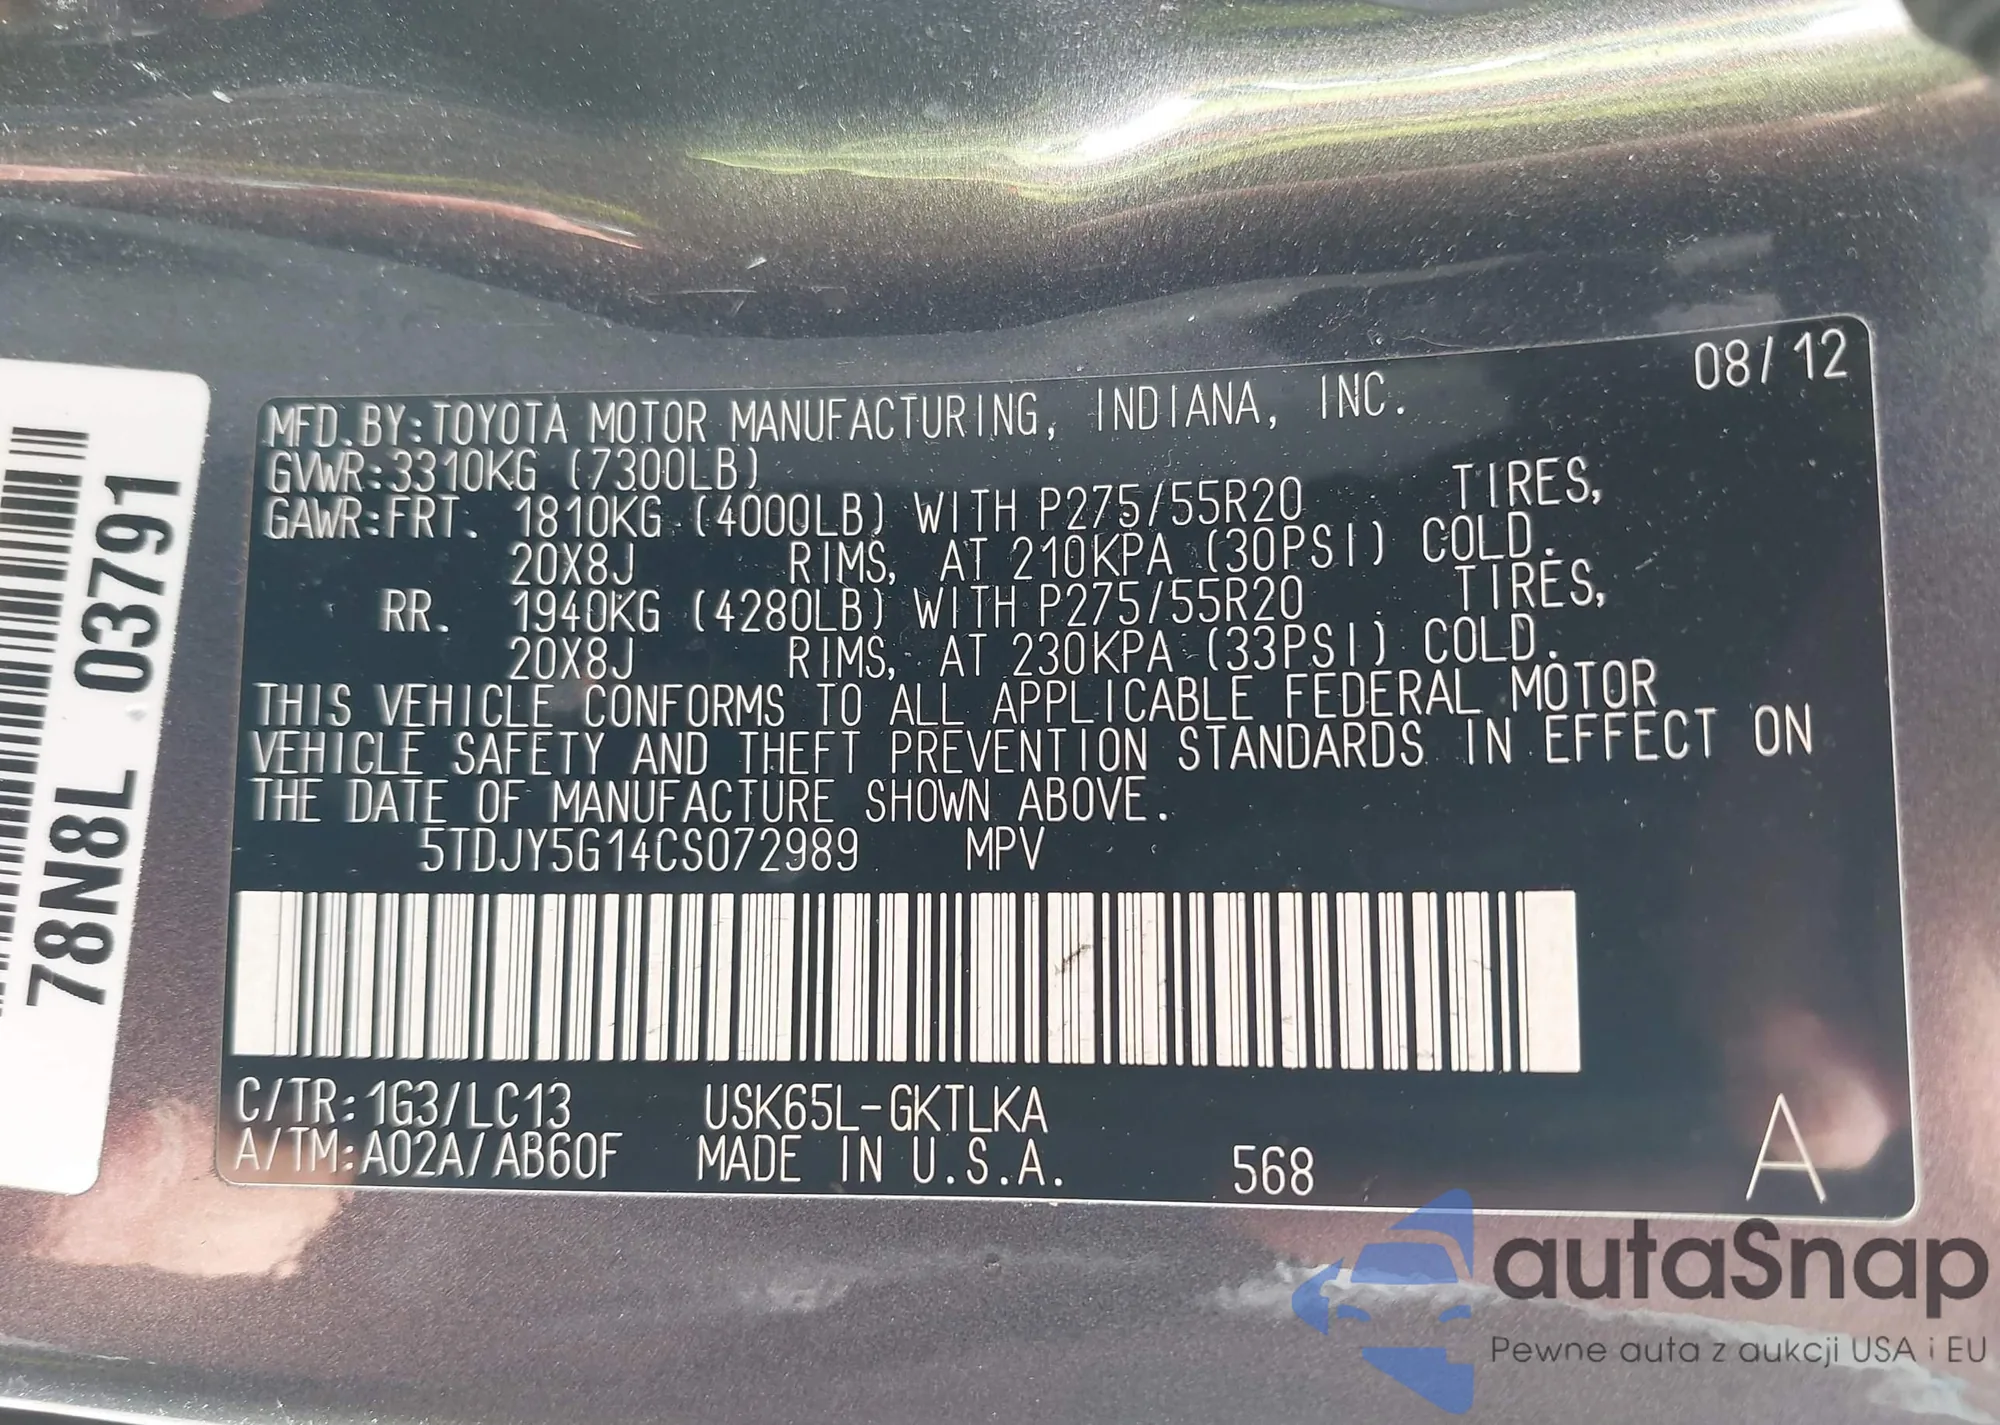 08/12
MFD.BY:TOYOTA MOTOR MANUFACTURING, INDIANA, INC.
GVWR:3310KG (7300LB)
GAWR:FRT. 1810KG (4000LB) WITH P275/55R20 TIRES,
20X8J RIMS, AT 210KPA (30PSI) COLD.
RR. 1940KG (4280LB) WITH P275/55R20 TIRES,
20X8J RIMS, AT 230KPA (33PSI) COLD.
THIS VEHICLE CONFORMS TO ALL APPLICABLE FEDERAL MOTOR
VEHICLE SAFETY AND THEFT PREVENTION STANDARDS IN EFFECT ON
THE DATE OF MANUFACTURE SHOWN ABOVE.
5TDJY5G14CS072989 MPV
C/TR:1G3/LC13 USK65L-GKTLKA
A/TM:A02A/AB60F MADE IN U.S.A. 568
A
78N8L .03791
autaSnap
Pewne auta z aukcji USA i EU